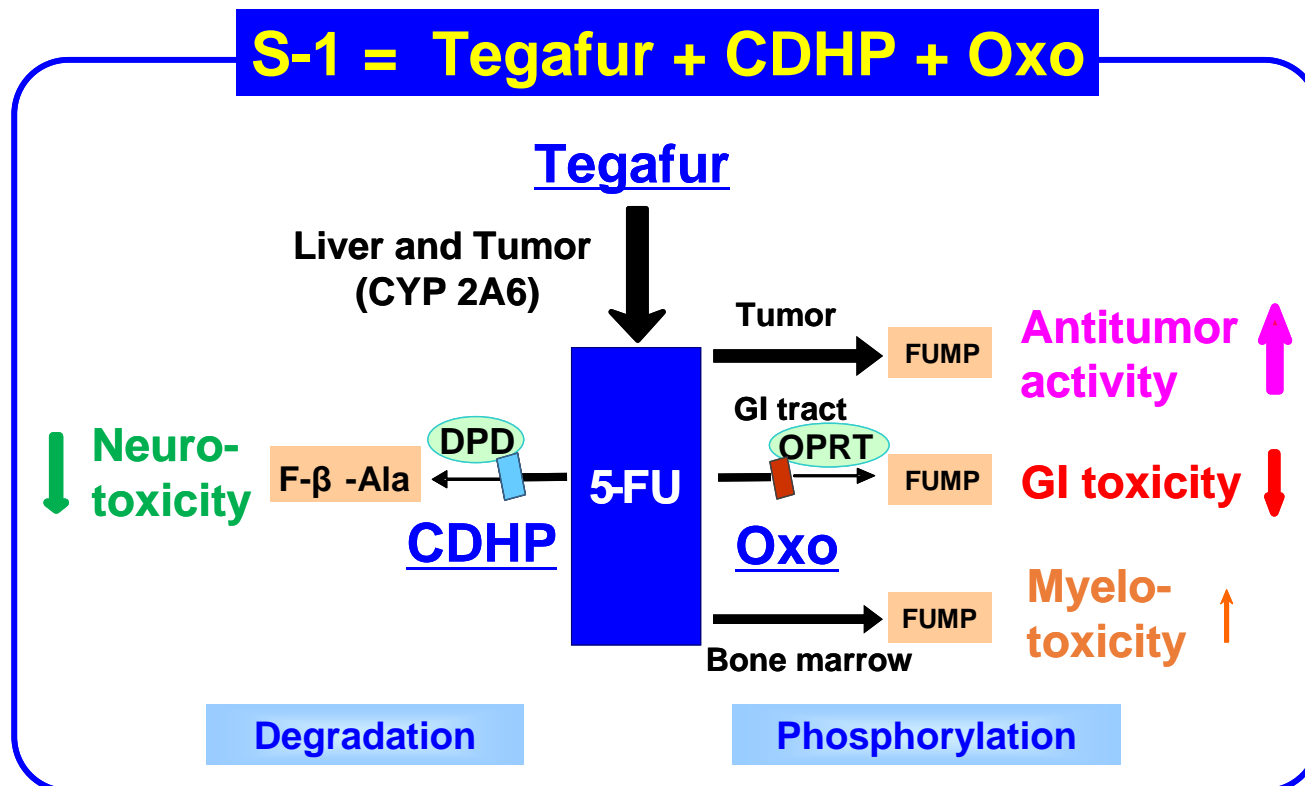 S-1 = Tegafur + CDHP + Oxo
Tegafur
Liver and Tumor
(CYP 2A6)
Tumor
FUMP
Antitumor
activity
GI tract
OPRT
FUMP
GI toxicity
Neuro-
toxicity
F-β -Ala
DPD
5-FU
CDHP
Oxo
Bone marrow
FUMP
Myelo-
toxicity
Degradation
Phosphorylation